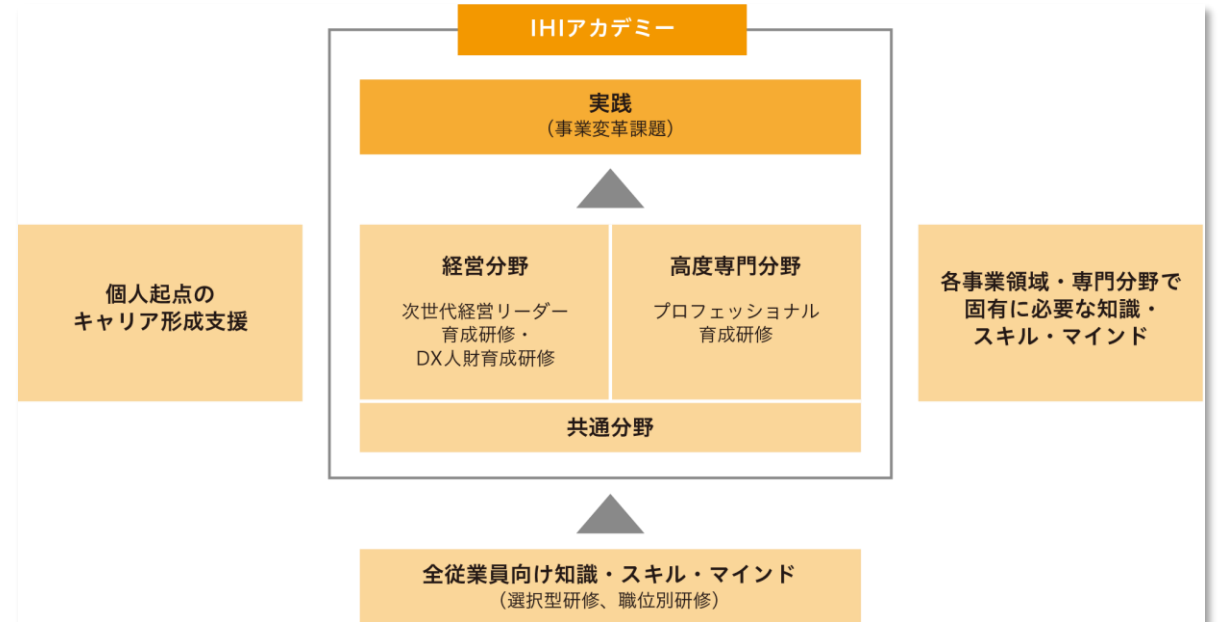 IHIアカデミー
実践
（事業変革課題）
個人起点の
キャリア形成支援
経営分野
次世代経営リーダー
育成研修・
DX人財育成研修
高度専門分野
プロフェッショナル
育成研修
各事業領域・専門分野で
固有に必要な知識・
スキル・マインド
共通分野
全従業員向け知識・スキル・マインド
（選択型研修、職位別研修）